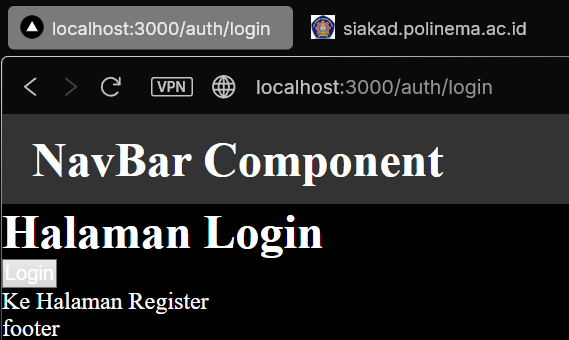 localhost:3000/auth/login
siakad.polinema.ac.id
VPN localhost:3000/auth/login
NavBar Component
Halaman Login
Login
Ke Halaman Register
footer